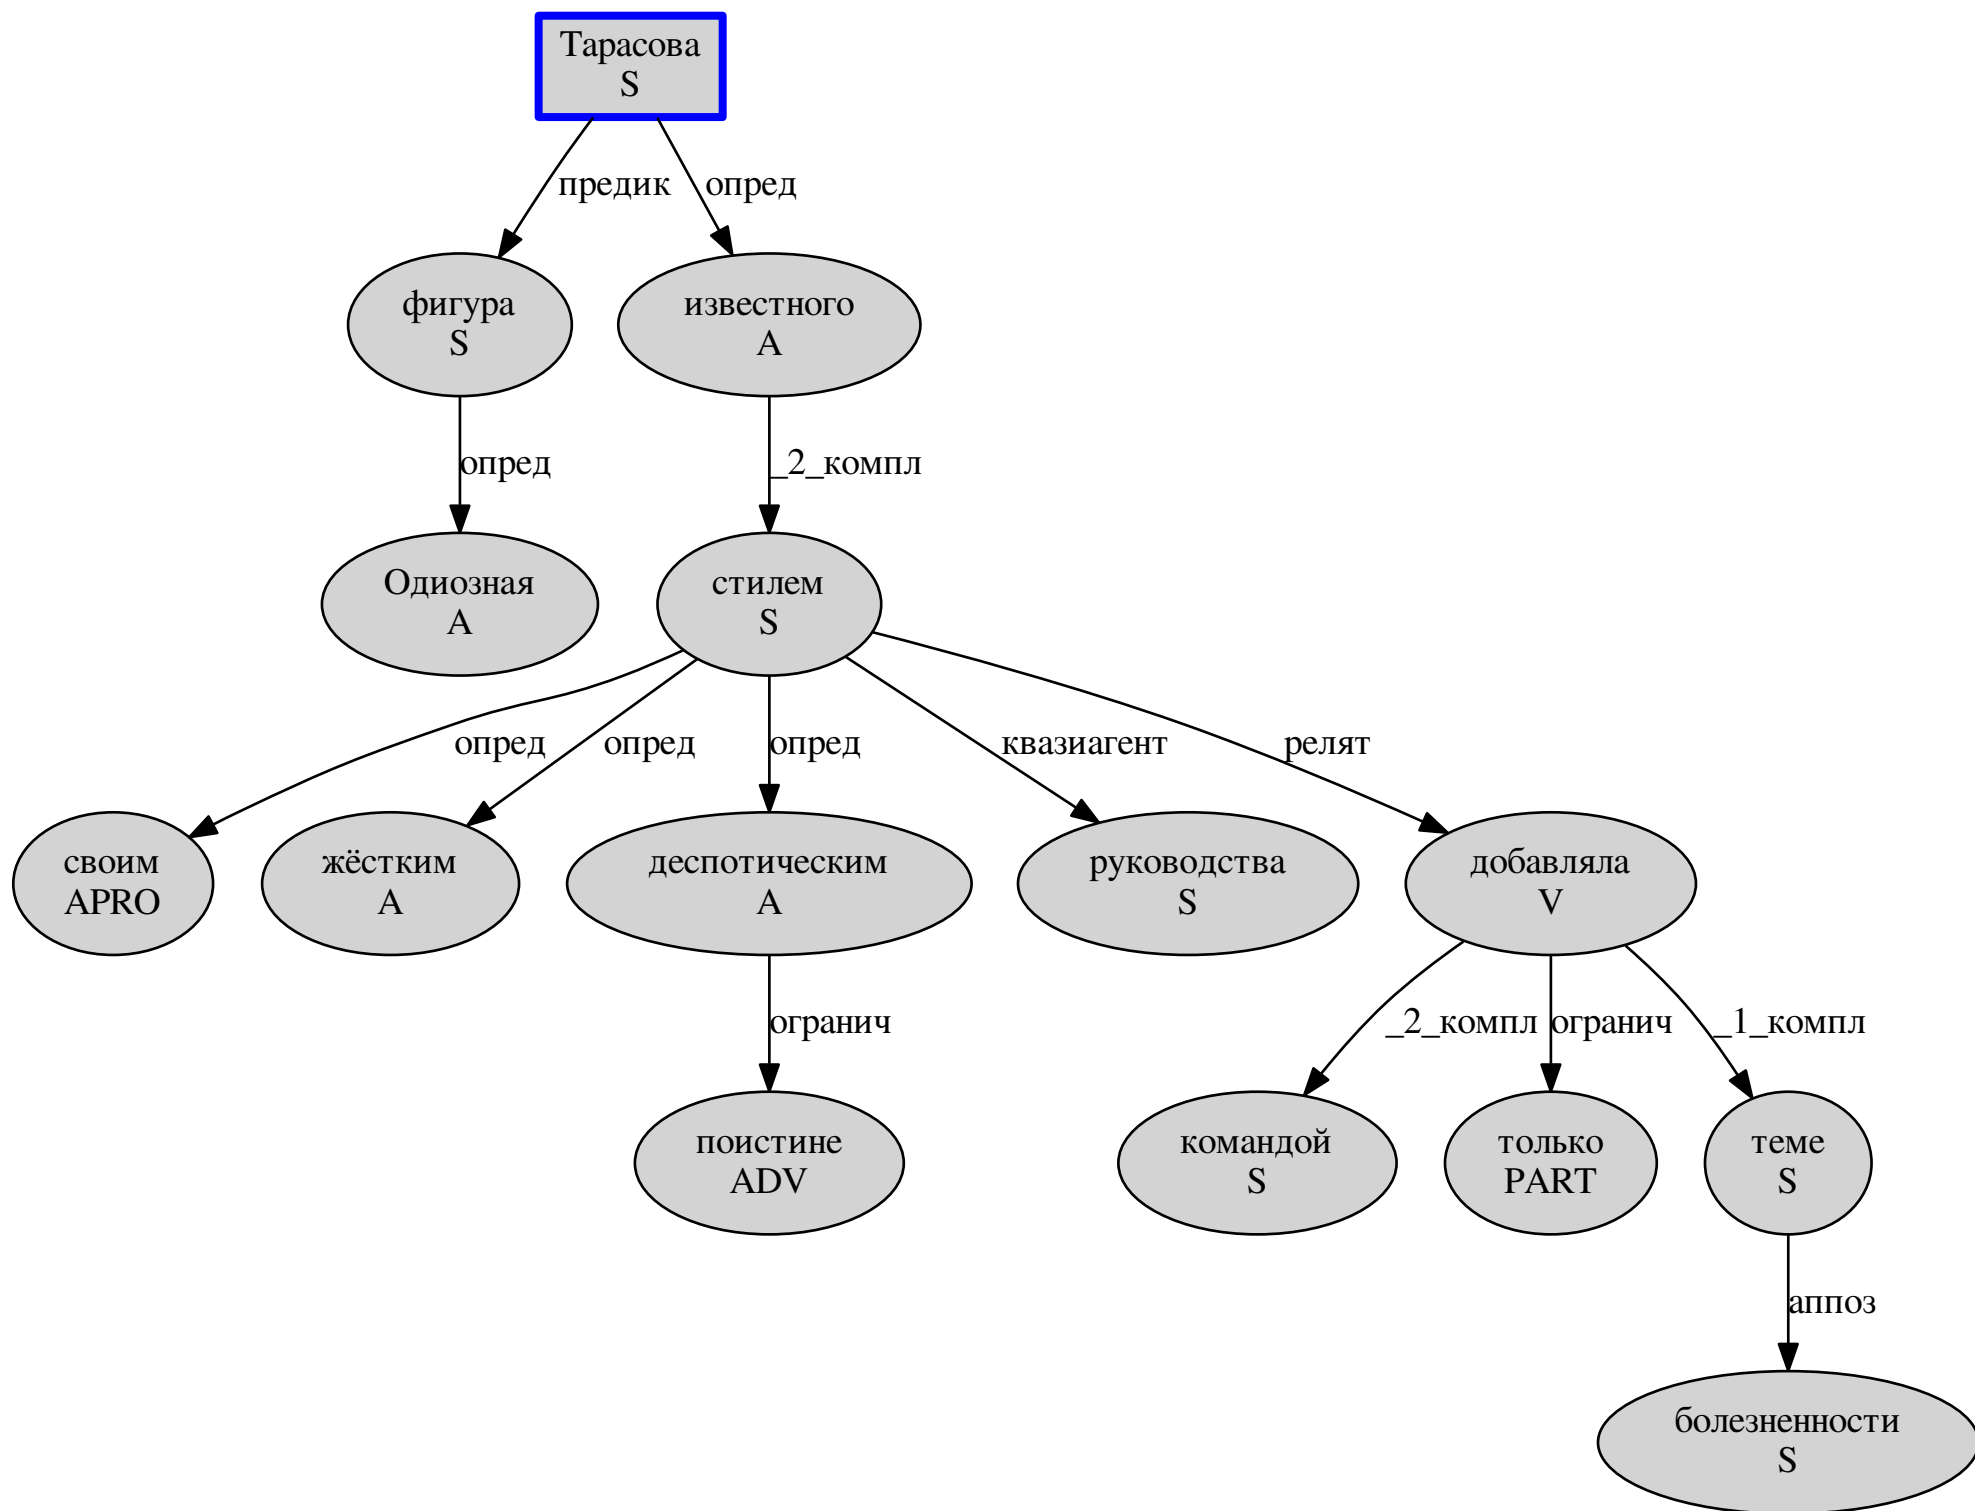 Тарасова
S
предик
опред
фигура
S
известного
A
опред
_2_компл
Одиозная
A
стилем
S
опред
опред
опред
квазиагент
релят
своим
APRO
жёстким
A
деспотическим
A
руководства
S
добавляла
V
огранич
_2_компл
огранич
_1_компл
поистине
ADV
командой
S
только
PART
теме
S
аппоз
болезненности
S